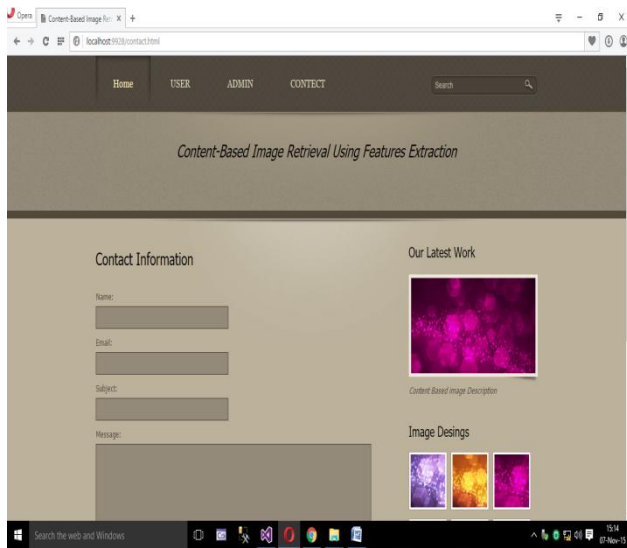 Opera
Content-Based Image Ret
localhost:9928/contact.html
Home USER ADMIN CONTECT
Search
Content-Based Image Retrieval Using Features Extraction
Contact Information
Name:
Email:
Subject:
Message:
Our Latest Work
Content Based image Description
Image Desings
Search the web and Windows
15:14
07-Nov-15